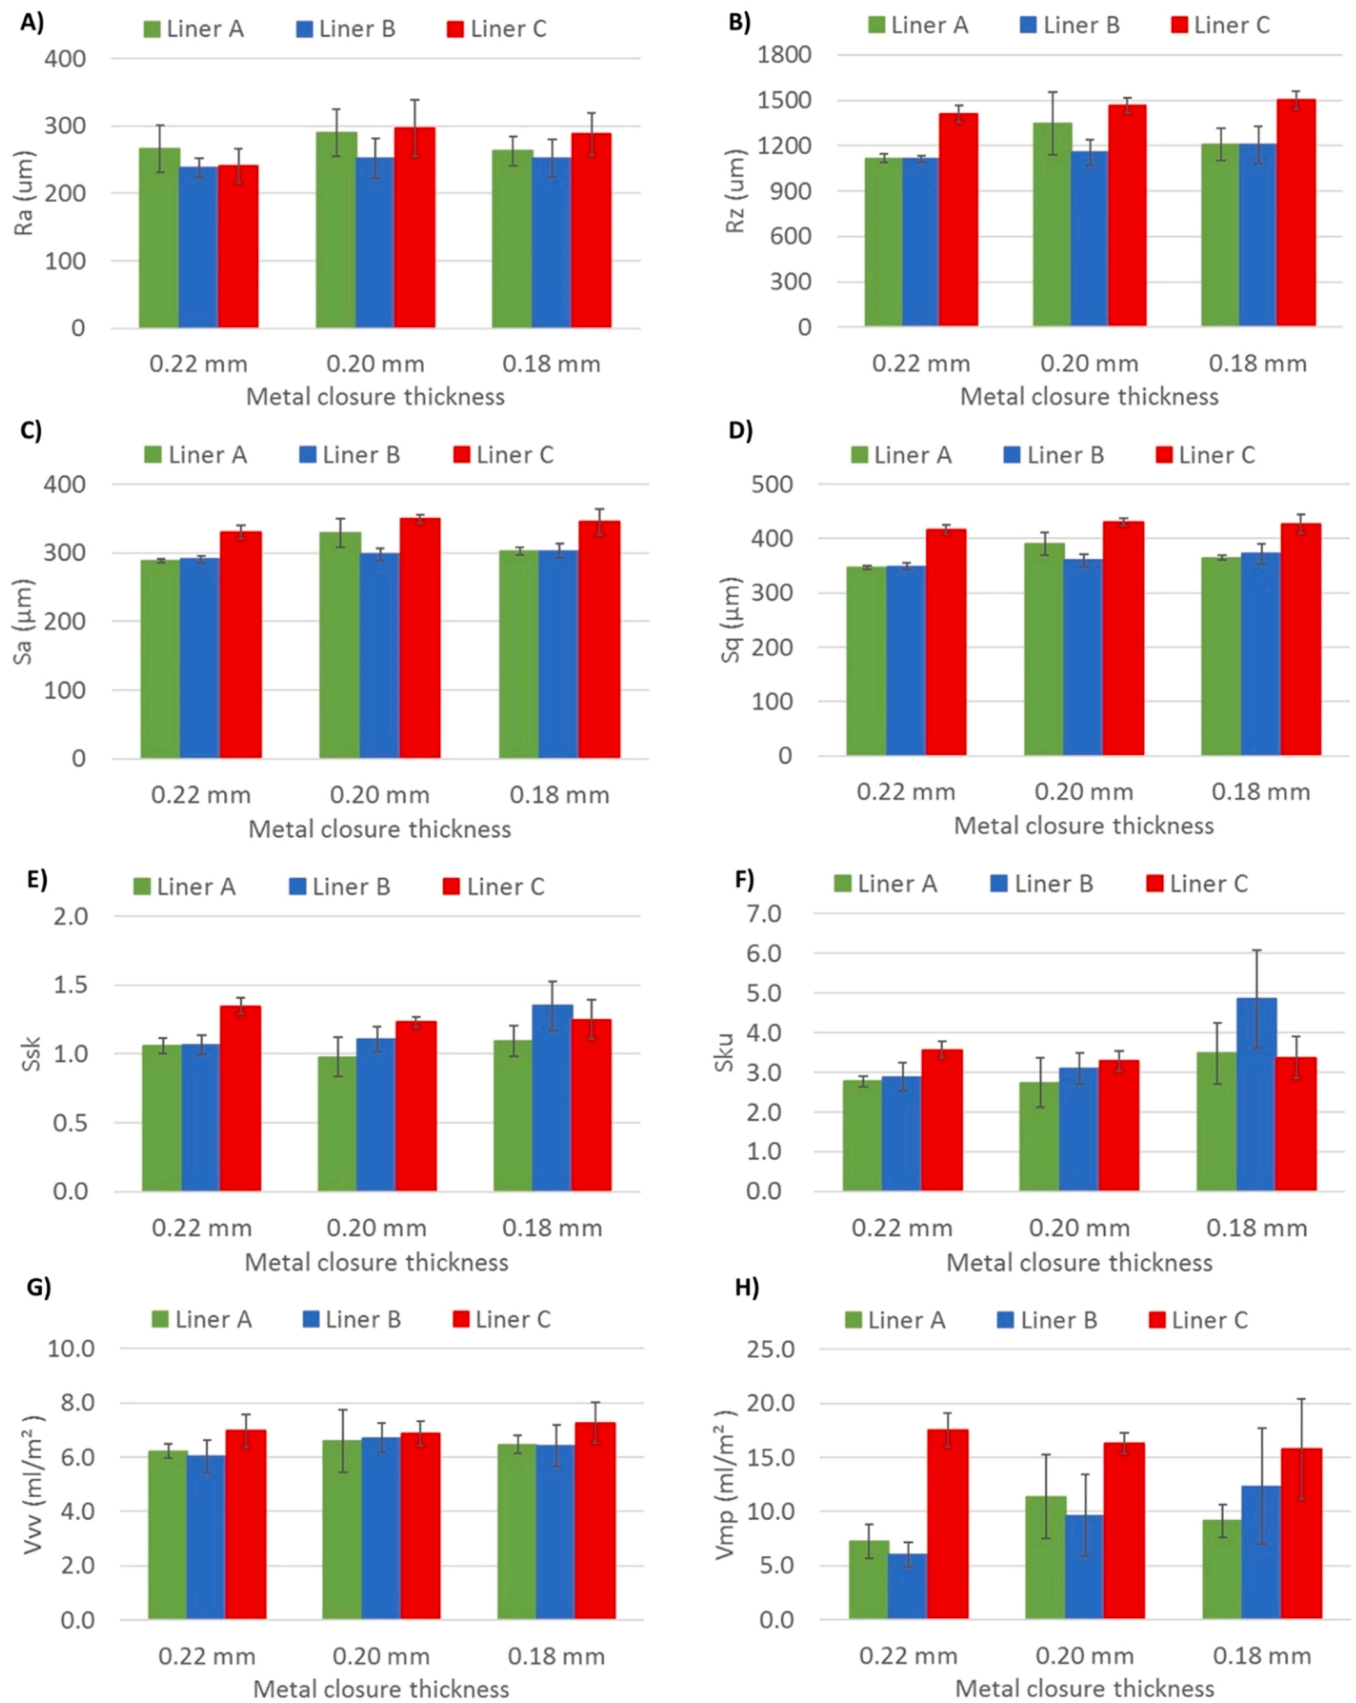 A)
Liner A Liner B Liner C
400
300
200
100
0
Ra (um)
0.22 mm 0.20 mm 0.18 mm
Metal closure thickness
B)
Liner A Liner B Liner C
1800
1500
1200
900
600
300
0
Rz (um)
0.22 mm 0.20 mm 0.18 mm
Metal closure thickness
C)
Liner A Liner B Liner C
400
300
200
100
0
Sa (µm)
0.22 mm 0.20 mm 0.18 mm
Metal closure thickness
D)
Liner A Liner B Liner C
500
400
300
200
100
0
Sq (µm)
0.22 mm 0.20 mm 0.18 mm
Metal closure thickness
E)
Liner A Liner B Liner C
2.0
1.5
1.0
0.5
0.0
Ssk
0.22 mm 0.20 mm 0.18 mm
Metal closure thickness
F)
Liner A Liner B Liner C
7.0
6.0
5.0
4.0
3.0
2.0
1.0
0.0
Sku
0.22 mm 0.20 mm 0.18 mm
Metal closure thickness
G)
Liner A Liner B Liner C
10.0
8.0
6.0
4.0
2.0
0.0
Vvv (ml/m² )
0.22 mm 0.20 mm 0.18 mm
Metal closure thickness
H)
Liner A Liner B Liner C
25.0
20.0
15.0
10.0
5.0
0.0
Vmp (ml/m² )
0.22 mm 0.20 mm 0.18 mm
Metal closure thickness